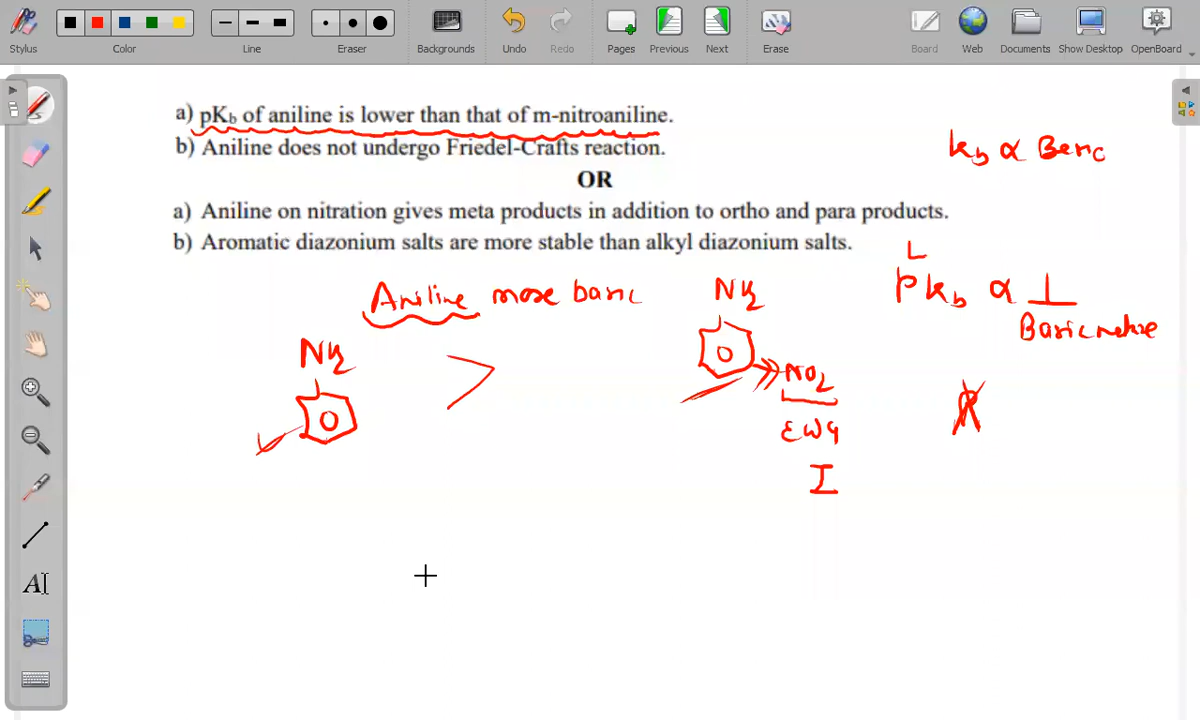 Stylus
Color
Line
Eraser
Backgrounds
Undo
Redo
Pages
Previous
Next
Erase
Board
Web
Documents
Show Desktop
OpenBoard
a) pKb of aniline is lower than that of m-nitroaniline.
b) Aniline does not undergo Friedel-Crafts reaction.
OR
a) Aniline on nitration gives meta products in addition to ortho and para products.
b) Aromatic diazonium salts are more stable than alkyl diazonium salts.
kb ∝ Basic
L
pkb ∝ 1
Basic nature
Aniline more basic
NH2
NH2
>
NO2
EWG
I
AI